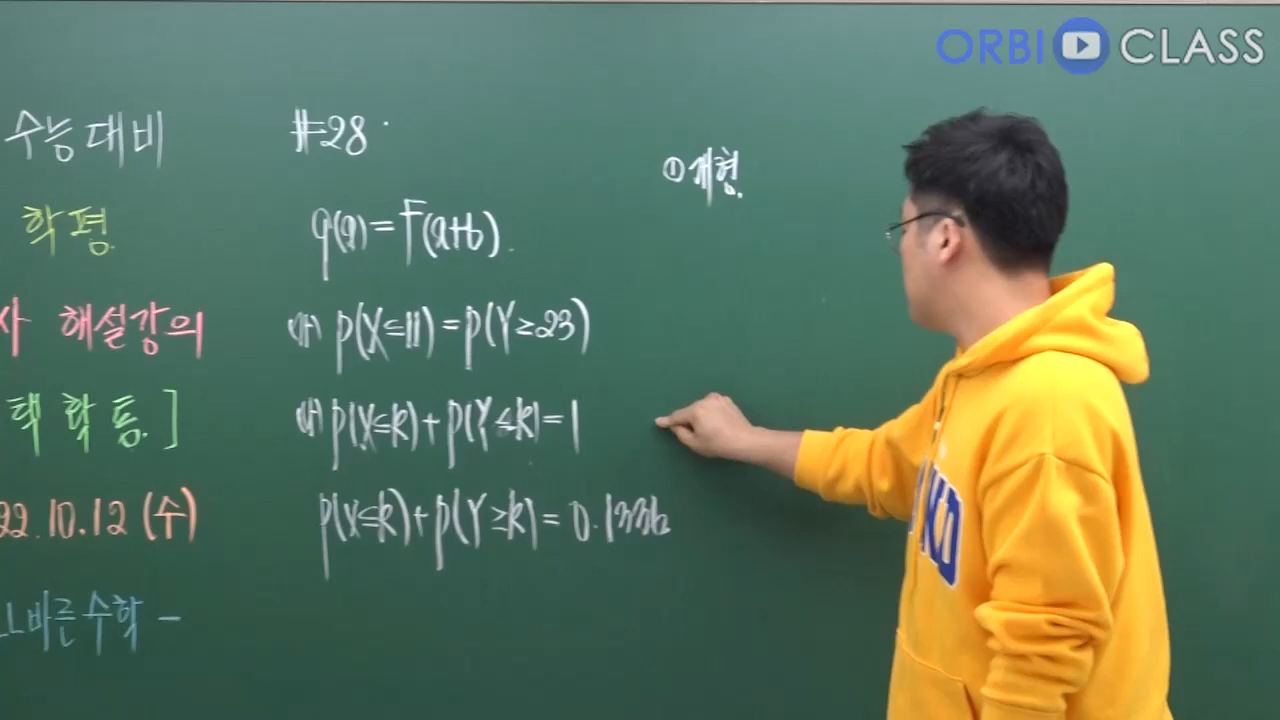 ORBI CLASS
수능대비
학평
사 해설강의
택 확통.]
22.10.12 (수)
바른수학 -
#28
g(a)=F(a+b).
(가) P(X≤11)=P(Y≥23)
(나) P(X≤k)+P(Y≤k)=1
P(X≤k)+P(Y≥k)=0.1336
① 개형.